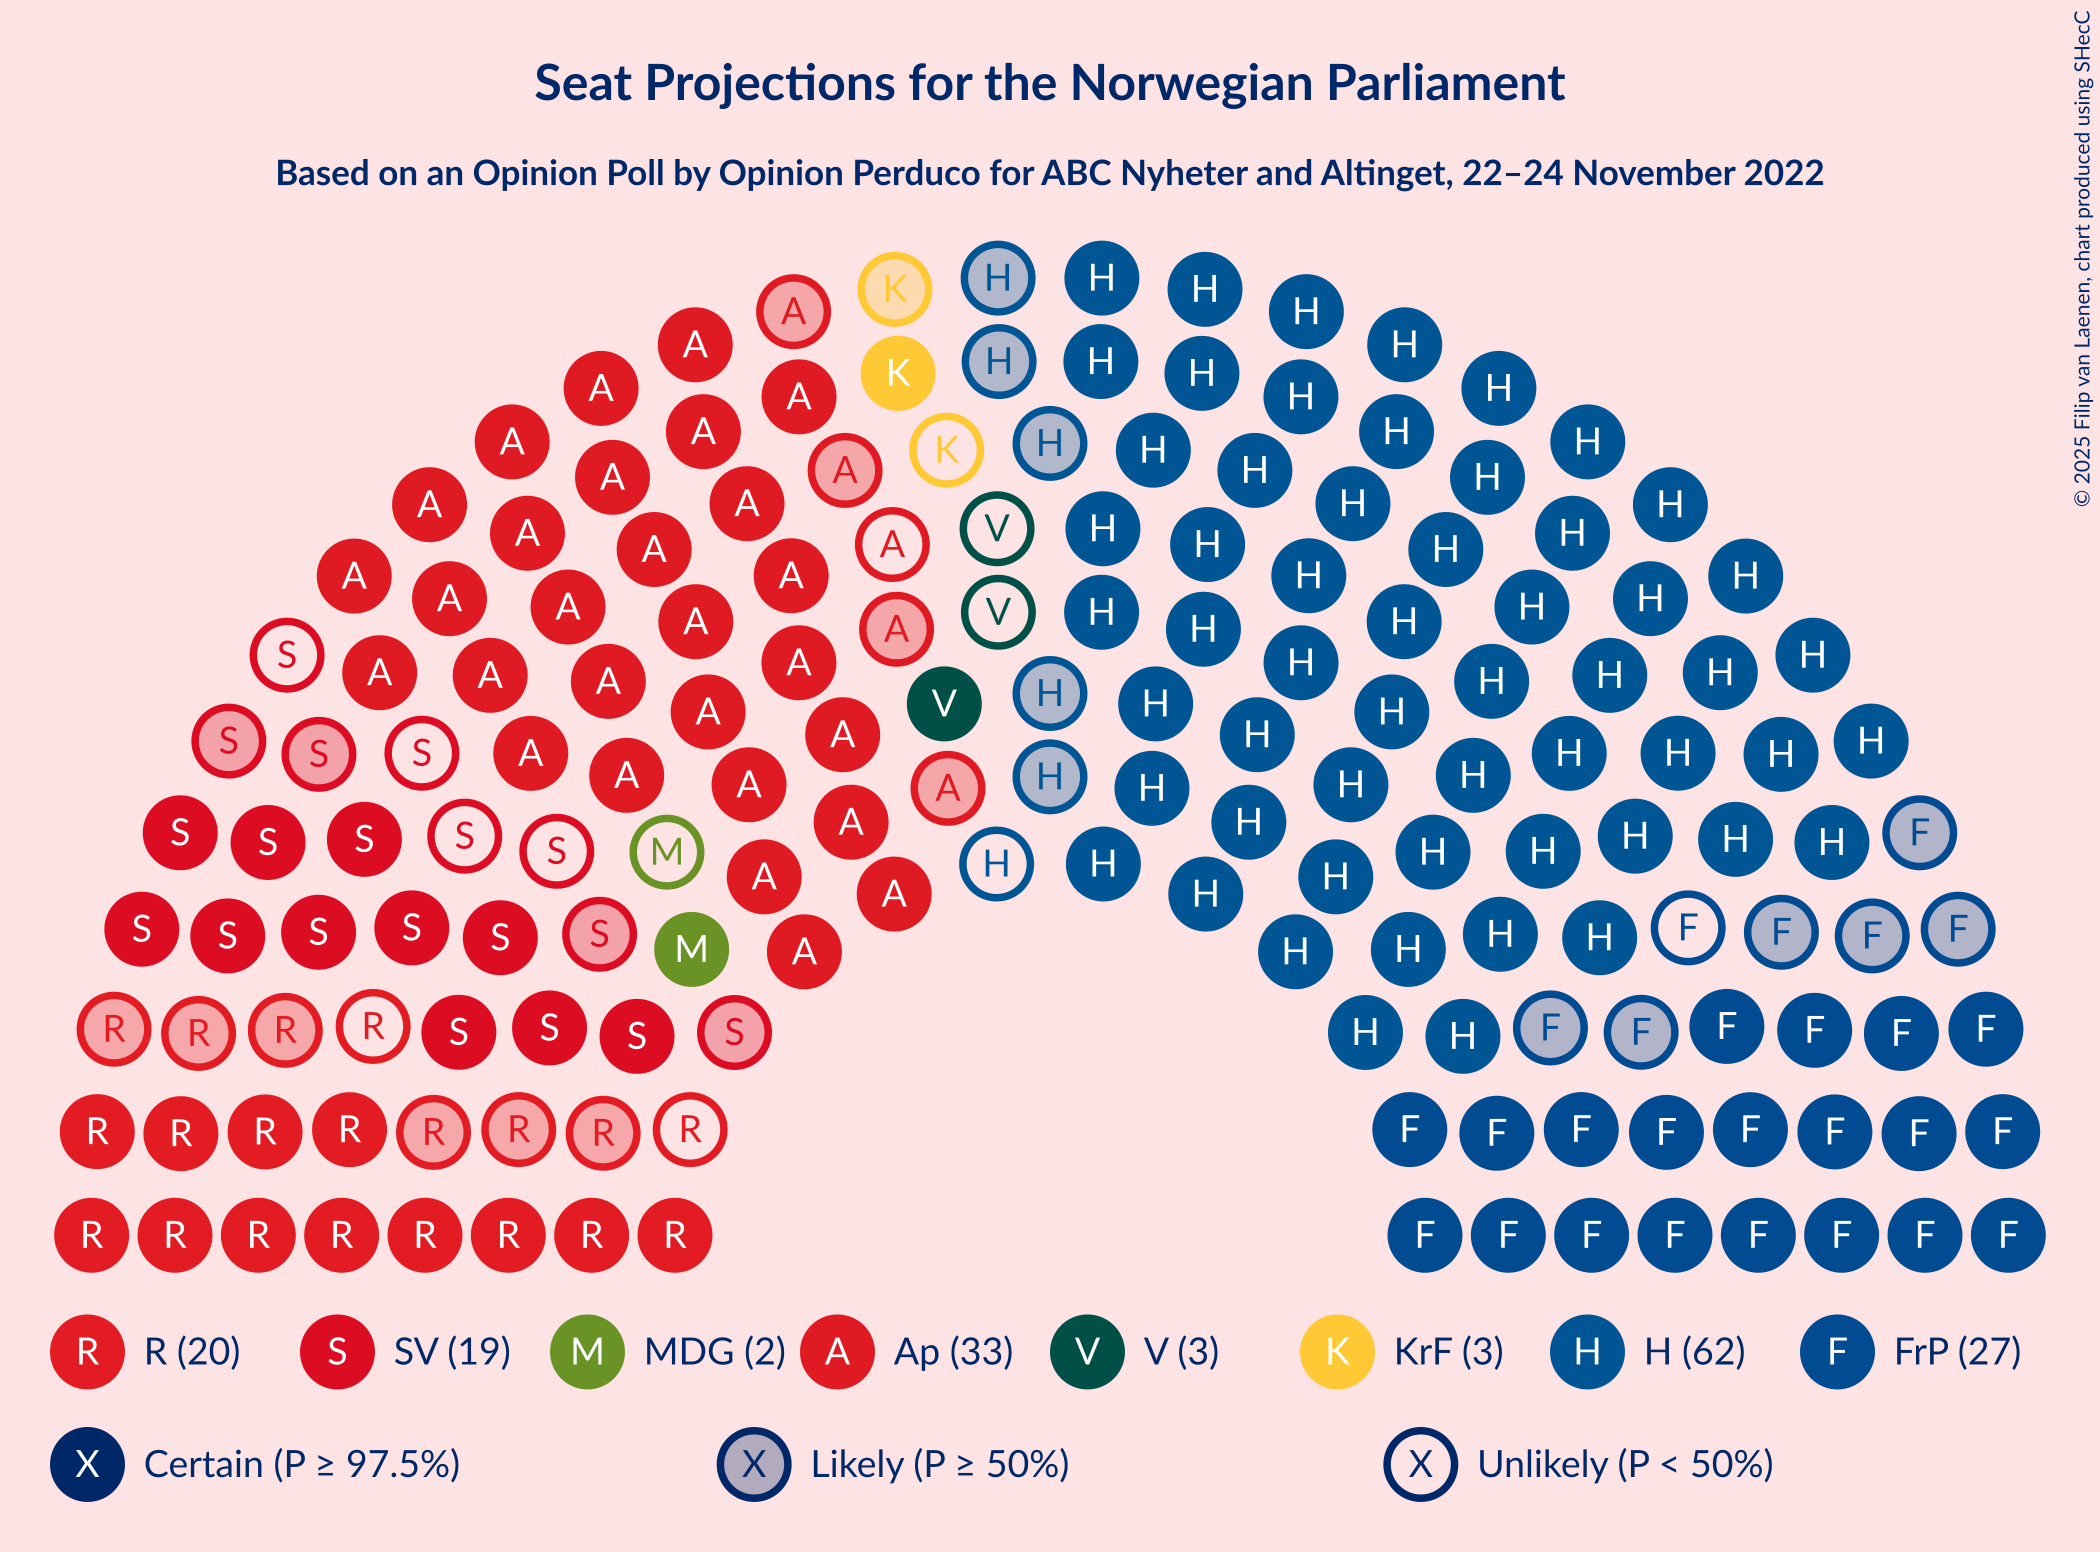 © 2025 Filip van Laenen, chart produced using SHecC
Seat Projections for the Norwegian Parliament
Based on an Opinion Poll by Opinion Perduco for ABC Nyheter and Altinget, 22–24 November 2022
K H H H
A H
A H
K H H H
A A H H
A A K H H H H
A A H H
A A H H
A A A V H H H H
A A H H
A A A A V H H H H H
S A A A A H H H H H
A V H H H
S S S A A H H H H H
A A A H H H H
S S S S S M A H H H H H H H H F
A A H H
S S S S S S M A H H H H F F F F
R R R R S S S S H H F F F F F F
R R R R R R R R F F F F F F F F
R R R R R R R R F F F F F F F F
R R (20) S SV (19) M MDG (2) A Ap (33) V V (3) K KrF (3) H H (62) F FrP (27)
X Certain (P ≥ 97.5%) X Likely (P ≥ 50%) X Unlikely (P < 50%)